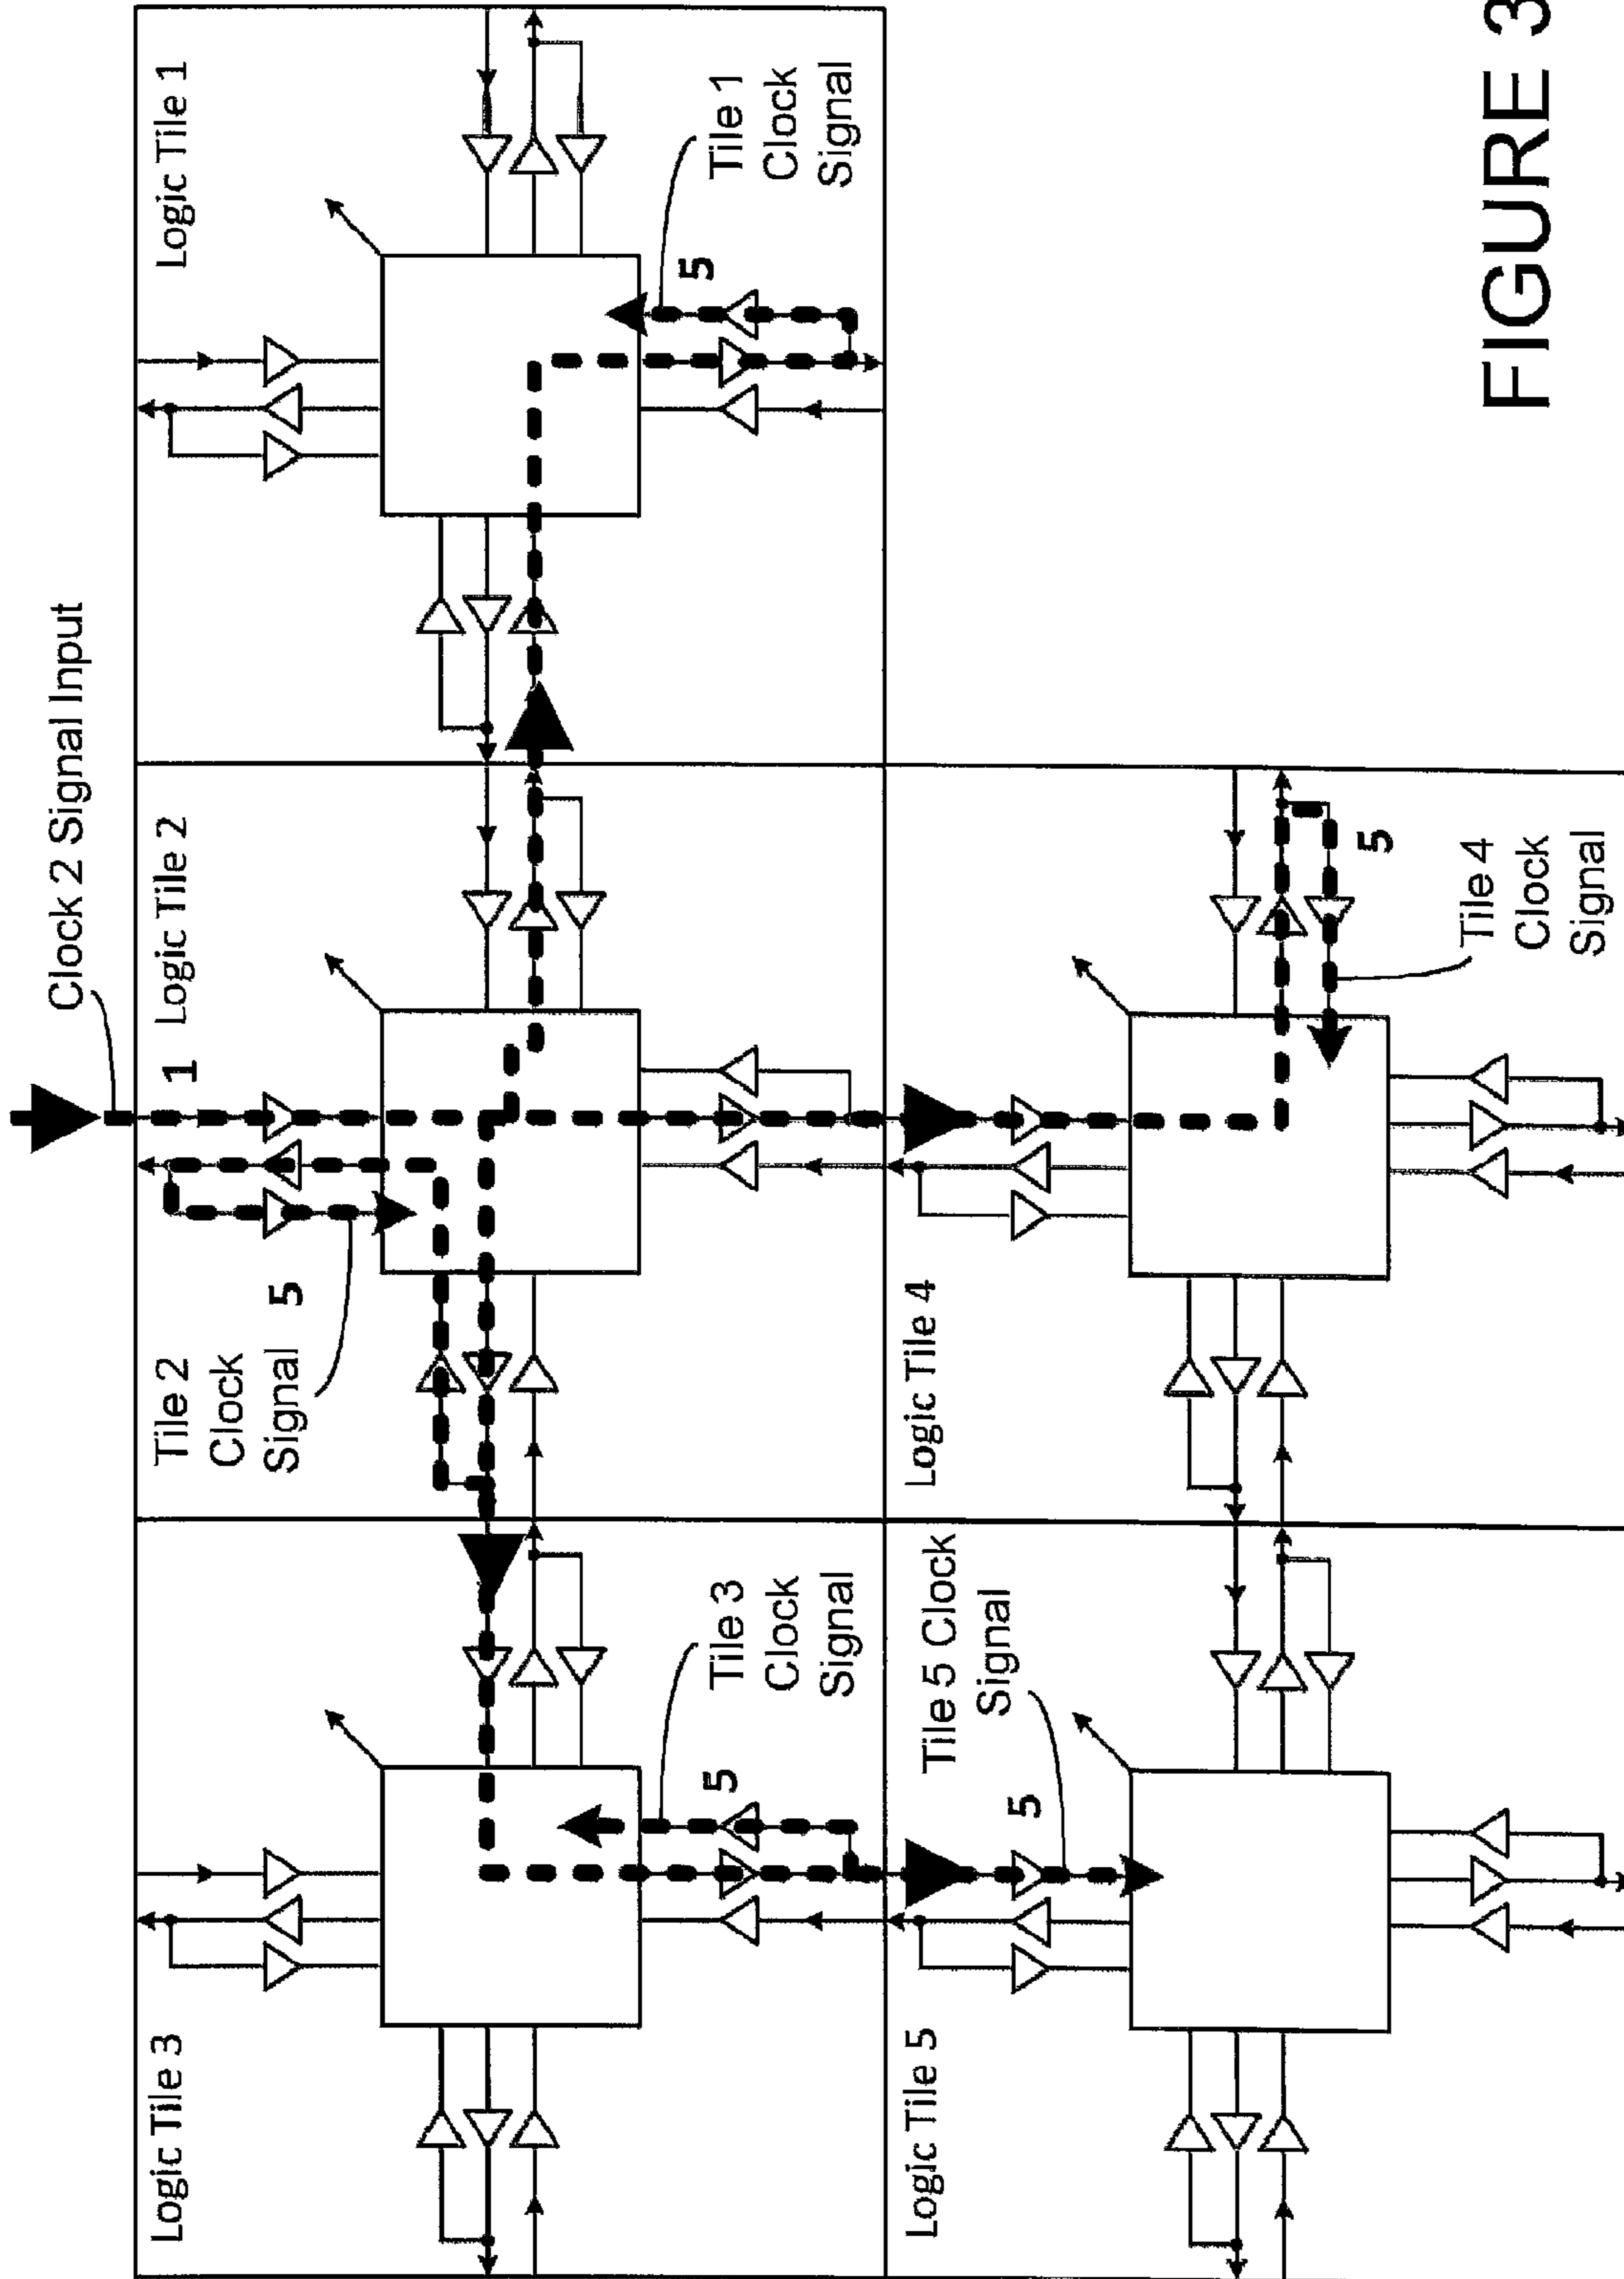 Clock 2 Signal Input
Logic Tile 3
Tile 2
Clock
Signal
5
1
Logic Tile 2
Logic Tile 1
5
Tile 3
Clock
Signal
5
Tile 1
Clock
Signal
Logic Tile 5
Tile 5 Clock
Signal
5
Logic Tile 4
5
Tile 4
Clock
Signal
FIGURE 3